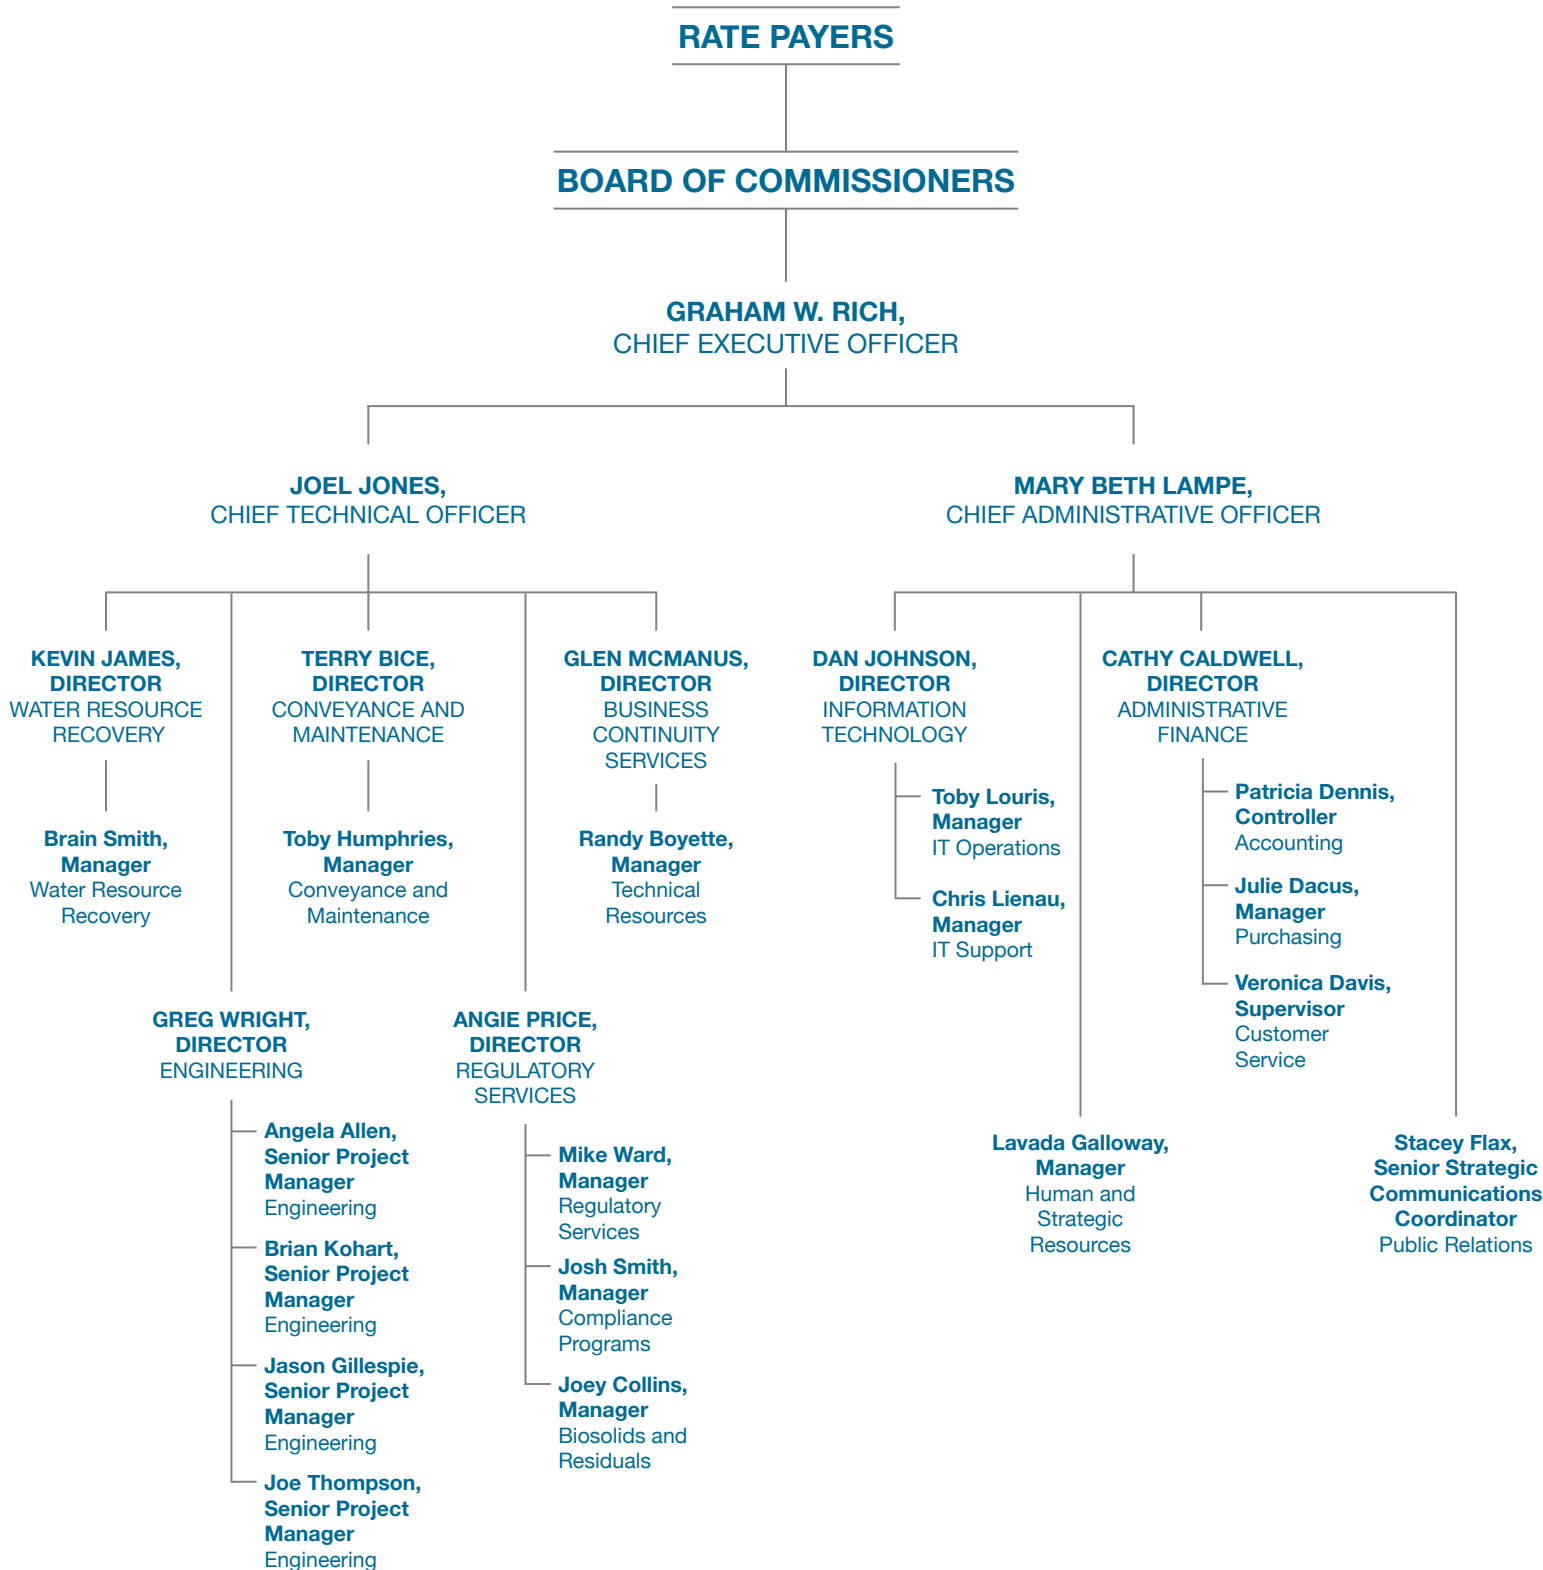 RATE PAYERS
BOARD OF COMMISSIONERS
GRAHAM W. RICH,
CHIEF EXECUTIVE OFFICER
JOEL JONES,
CHIEF TECHNICAL OFFICER
MARY BETH LAMPE,
CHIEF ADMINISTRATIVE OFFICER
KEVIN JAMES,
DIRECTOR
WATER RESOURCE
RECOVERY
TERRY BICE,
DIRECTOR
CONVEYANCE AND
MAINTENANCE
GLEN MCMANUS,
DIRECTOR
BUSINESS
CONTINUITY
SERVICES
DAN JOHNSON,
DIRECTOR
INFORMATION
TECHNOLOGY
CATHY CALDWELL,
DIRECTOR
ADMINISTRATIVE
FINANCE
Brain Smith,
Manager
Water Resource
Recovery
Toby Humphries,
Manager
Conveyance and
Maintenance
Randy Boyette,
Manager
Technical
Resources
Toby Louris,
Manager
IT Operations
Chris Lienau,
Manager
IT Support
Patricia Dennis,
Controller
Accounting
Julie Dacus,
Manager
Purchasing
Veronica Davis,
Supervisor
Customer
Service
GREG WRIGHT,
DIRECTOR
ENGINEERING
ANGIE PRICE,
DIRECTOR
REGULATORY
SERVICES
Angela Allen,
Senior Project
Manager
Engineering
Brian Kohart,
Senior Project
Manager
Engineering
Jason Gillespie,
Senior Project
Manager
Engineering
Joe Thompson,
Senior Project
Manager
Engineering
Mike Ward,
Manager
Regulatory
Services
Josh Smith,
Manager
Compliance
Programs
Joey Collins,
Manager
Biosolids and
Residuals
Lavada Galloway,
Manager
Human and
Strategic
Resources
Stacey Flax,
Senior Strategic
Communications
Coordinator
Public Relations